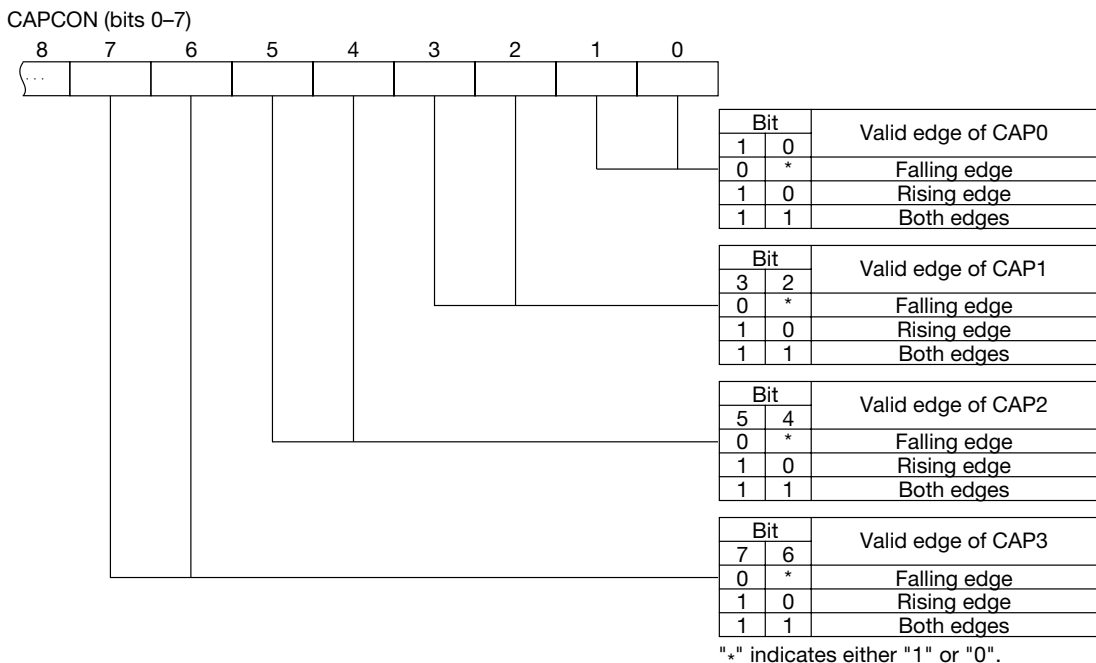 CAPCON (bits 0–7)
8 7 6 5 4 3 2 1 0
. . .
Bit Valid edge of CAP0
1 0
0 * Falling edge
1 0 Rising edge
1 1 Both edges
Bit Valid edge of CAP1
3 2
0 * Falling edge
1 0 Rising edge
1 1 Both edges
Bit Valid edge of CAP2
5 4
0 * Falling edge
1 0 Rising edge
1 1 Both edges
Bit Valid edge of CAP3
7 6
0 * Falling edge
1 0 Rising edge
1 1 Both edges
"*" indicates either "1" or "0".